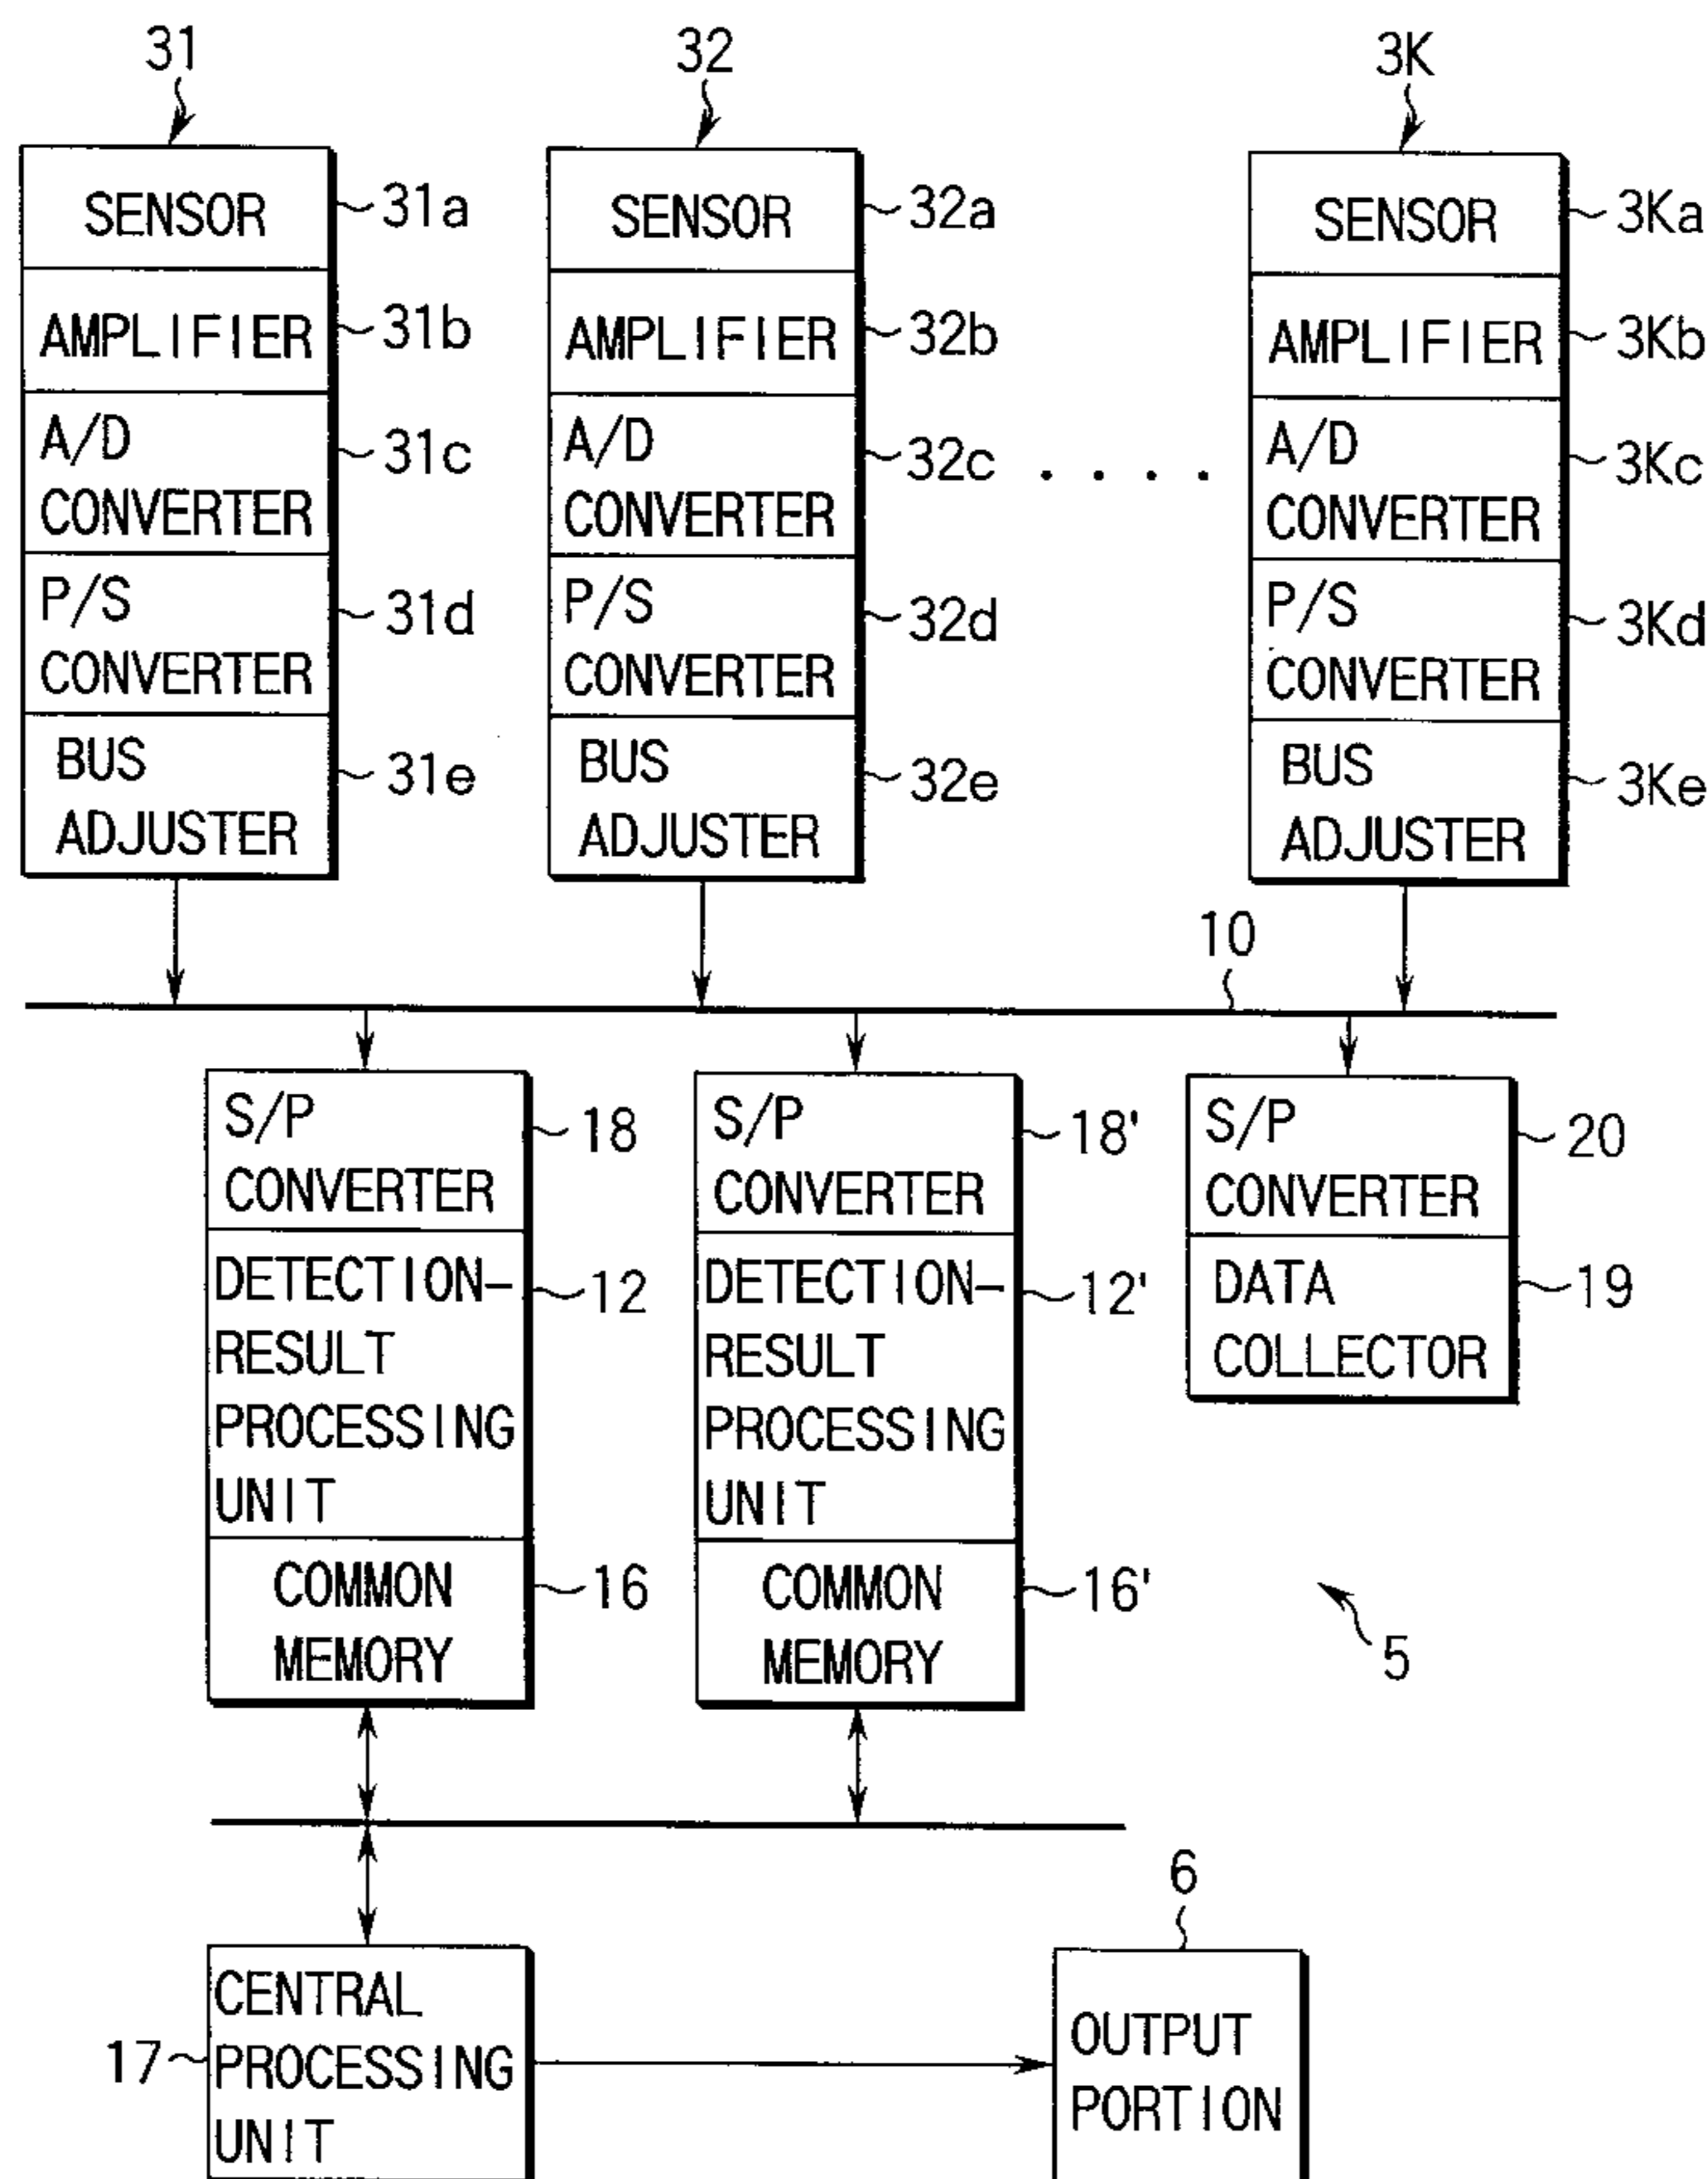 31
32
3K
SENSOR
31a
SENSOR
32a
SENSOR
3Ka
AMPLIFIER
31b
AMPLIFIER
32b
AMPLIFIER
3Kb
A/D
CONVERTER
31c
A/D
CONVERTER
32c
. . . .
A/D
CONVERTER
3Kc
P/S
CONVERTER
31d
P/S
CONVERTER
32d
P/S
CONVERTER
3Kd
BUS
ADJUSTER
31e
BUS
ADJUSTER
32e
BUS
ADJUSTER
3Ke
10
S/P
CONVERTER
18
S/P
CONVERTER
18'
S/P
CONVERTER
20
DETECTION-
RESULT
PROCESSING
UNIT
12
DETECTION-
RESULT
PROCESSING
UNIT
12'
DATA
COLLECTOR
19
COMMON
MEMORY
16
COMMON
MEMORY
16'
5
6
17
CENTRAL
PROCESSING
UNIT
OUTPUT
PORTION